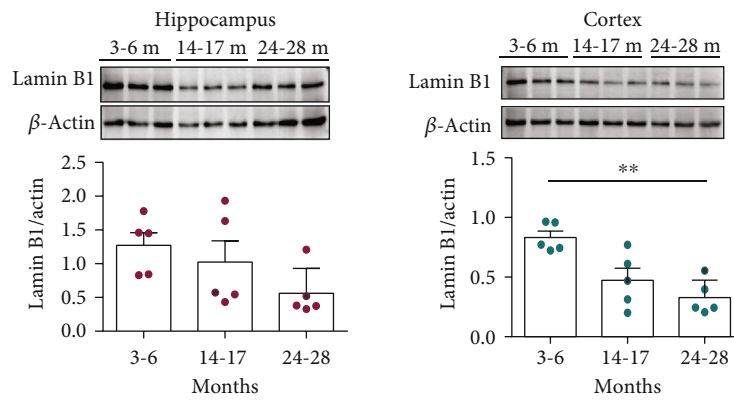 Hippocampus
3-6 m 14-17 m 24-28 m
Lamin B1
β-Actin
Lamin B1/actin
2.5
2.0
1.5
1.0
0.5
0.0
3-6 14-17 24-28
Months
Cortex
3-6 m 14-17 m 24-28 m
Lamin B1
β-Actin
Lamin B1/actin
1.5
1.0
0.5
0.0
**
3-6 14-17 24-28
Months